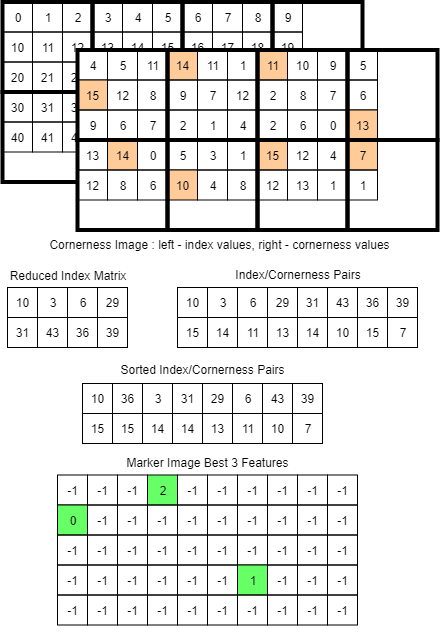 0 1 2 3 4 5 6 7 8 9
10 11 12 13 14 15 16 17 18 19
20 21 2
30 31 3
40 41 4
4 5 11 14 11 1 11 10 9 5
15 12 8 9 7 12 2 8 7 6
9 6 7 2 1 4 2 6 0 13
13 14 0 5 3 1 15 12 4 7
12 8 6 10 4 8 12 13 1 1
Cornerness Image : left - index values, right - cornerness values
Reduced Index Matrix
10 3 6 29
31 43 36 39
Index/Cornerness Pairs
10 3 6 29 31 43 36 39
15 14 11 13 14 10 15 7
Sorted Index/Cornerness Pairs
10 36 3 31 29 6 43 39
15 15 14 14 13 11 10 7
Marker Image Best 3 Features
-1 -1 -1 2 -1 -1 -1 -1 -1 -1
0 -1 -1 -1 -1 -1 -1 -1 -1 -1
-1 -1 -1 -1 -1 -1 -1 -1 -1 -1
-1 -1 -1 -1 -1 -1 1 -1 -1 -1
-1 -1 -1 -1 -1 -1 -1 -1 -1 -1